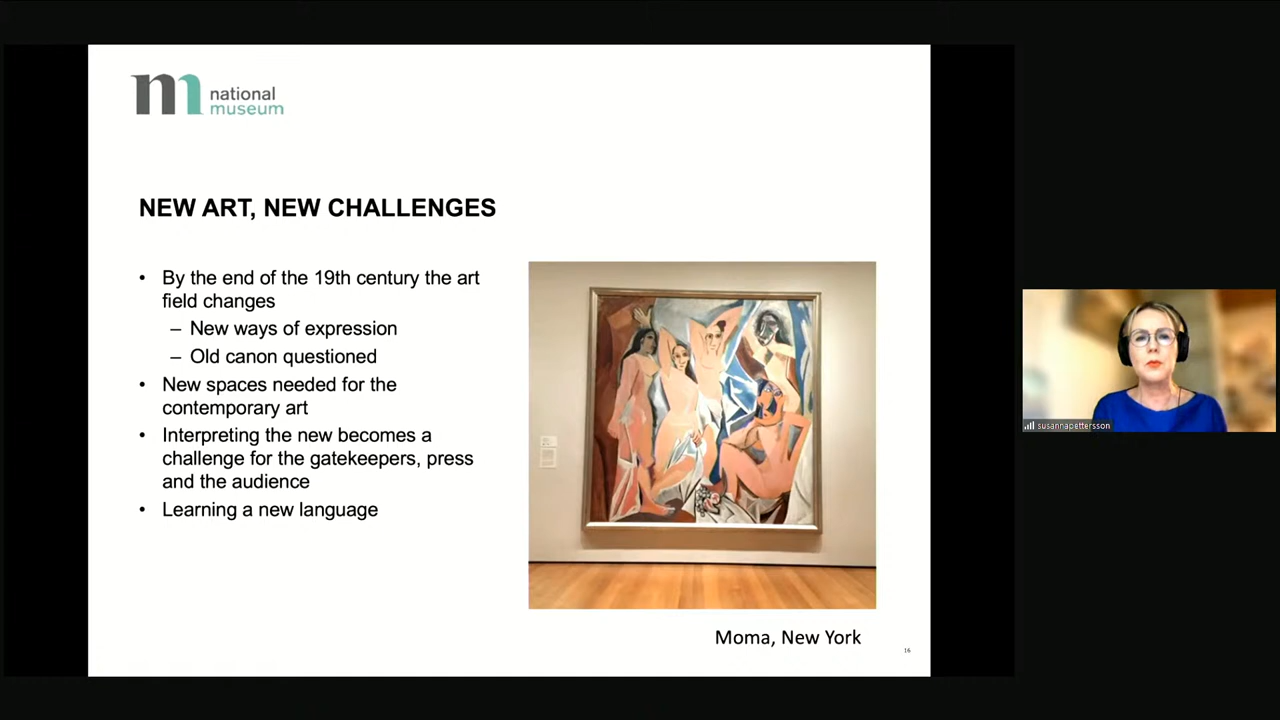 national
museum
NEW ART, NEW CHALLENGES
• By the end of the 19th century the art
field changes
– New ways of expression
– Old canon questioned
• New spaces needed for the
contemporary art
• Interpreting the new becomes a
challenge for the gatekeepers, press
and the audience
• Learning a new language
Moma, New York
16
susannapettersson